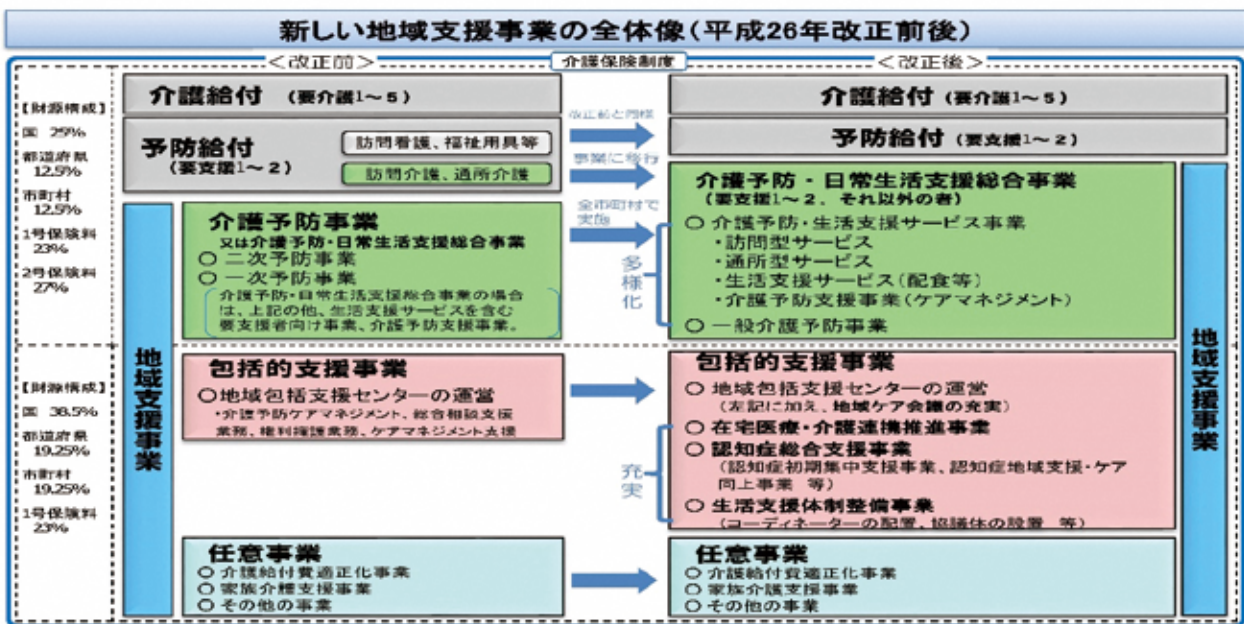 新しい地域支援事業の全体像(平成26年改正前後)
＜改正前＞
介護保険制度
＜改正後＞
【財源構成】
国 25%
都道府県
12.5%
市町村
12.5%
1号保険料
23%
2号保険料
27%
介護給付 (要介護1～5)
予防給付
(要支援1～2)
訪問看護、福祉用具等
訪問介護、通所介護
改正前と同様
事業に移行
全市町村で
実施
多様化
介護給付 (要介護1～5)
予防給付 (要支援1～2)
地域支援事業
介護予防事業
又は介護予防・日常生活支援総合事業
○ 二次予防事業
○ 一次予防事業
介護予防・日常生活支援総合事業の場合
は、上記の他、生活支援サービスを含む
要支援者向け事業、介護予防支援事業。
介護予防・日常生活支援総合事業
(要支援1～2、それ以外の者)
○ 介護予防・生活支援サービス事業
・訪問型サービス
・通所型サービス
・生活支援サービス(配食等)
・介護予防支援事業(ケアマネジメント)
○ 一般介護予防事業
地域支援事業
【財源構成】
国 38.5%
都道府県
19.25%
市町村
19.25%
1号保険料
23%
包括的支援事業
○地域包括支援センターの運営
・介護予防ケアマネジメント、総合相談支援
業務、権利擁護業務、ケアマネジメント支援
充実
包括的支援事業
○ 地域包括支援センターの運営
(左記に加え、地域ケア会議の充実)
○ 在宅医療・介護連携推進事業
○ 認知症総合支援事業
(認知症初期集中支援事業、認知症地域支援・ケア
向上事業 等)
○ 生活支援体制整備事業
(コーディネーターの配置、協議体の設置 等)
任意事業
○ 介護給付費適正化事業
○ 家族介護支援事業
○ その他の事業
任意事業
○ 介護給付費適正化事業
○ 家族介護支援事業
○ その他の事業